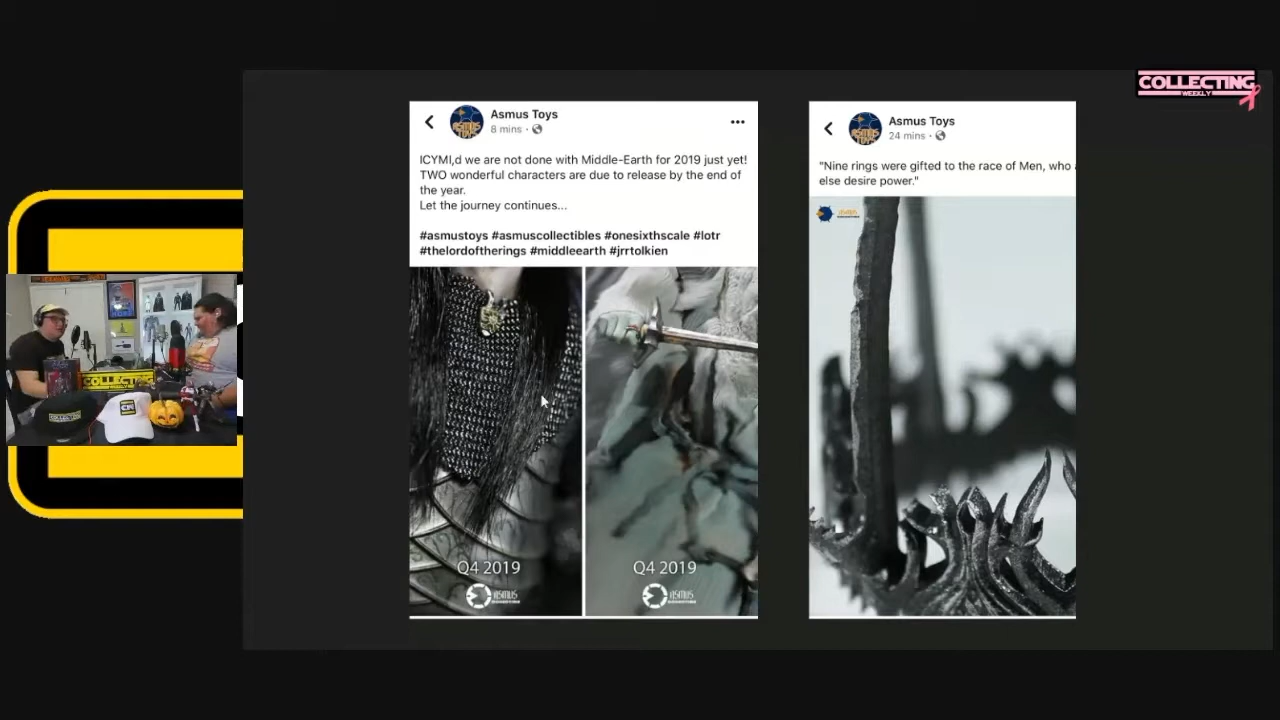 COLLECTING
WEEKLY
Asmus Toys
8 mins ·
ICYMI,d we are not done with Middle-Earth for 2019 just yet!
TWO wonderful characters are due to release by the end of
the year.
Let the journey continues...
#asmustoys #asmuscollectibles #onesixthscale #lotr
#thelordoftherings #middleearth #jrrtolkien
Q4 2019
ASMUS
Q4 2019
ASMUS
Asmus Toys
24 mins ·
"Nine rings were gifted to the race of Men, who
else desire power."
COLLECTING